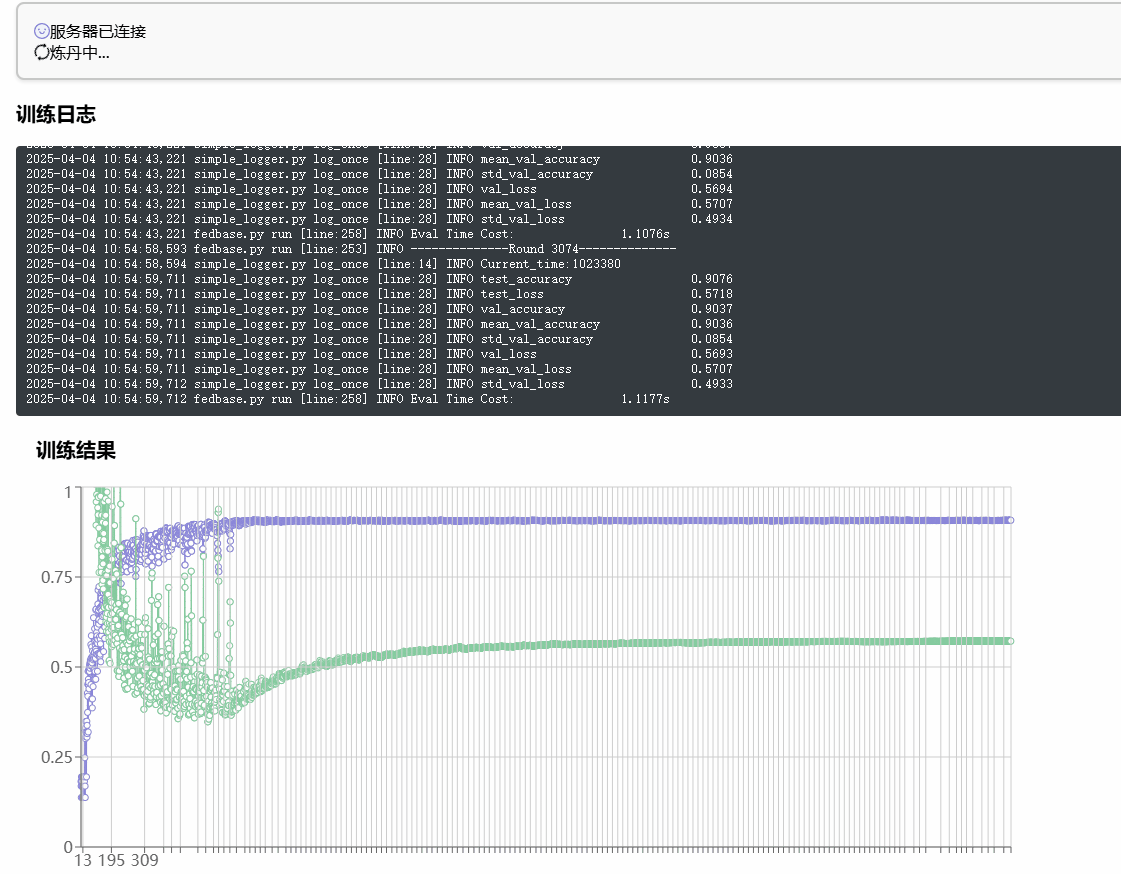 服务器已连接
炼丹中...
训练日志
2025-04-04 10:54:43,221 simple_logger.py log_once [line:28] INFO mean_val_accuracy 0.9036
2025-04-04 10:54:43,221 simple_logger.py log_once [line:28] INFO std_val_accuracy 0.0854
2025-04-04 10:54:43,221 simple_logger.py log_once [line:28] INFO val_loss 0.5694
2025-04-04 10:54:43,221 simple_logger.py log_once [line:28] INFO mean_val_loss 0.5707
2025-04-04 10:54:43,221 simple_logger.py log_once [line:28] INFO std_val_loss 0.4934
2025-04-04 10:54:43,221 fedbase.py run [line:258] INFO Eval Time Cost: 1.1076s
2025-04-04 10:54:58,593 fedbase.py run [line:253] INFO --------------Round 3074--------------
2025-04-04 10:54:58,594 simple_logger.py log_once [line:14] INFO Current_time:1023380
2025-04-04 10:54:59,711 simple_logger.py log_once [line:28] INFO test_accuracy 0.9076
2025-04-04 10:54:59,711 simple_logger.py log_once [line:28] INFO test_loss 0.5718
2025-04-04 10:54:59,711 simple_logger.py log_once [line:28] INFO val_accuracy 0.9037
2025-04-04 10:54:59,711 simple_logger.py log_once [line:28] INFO mean_val_accuracy 0.9036
2025-04-04 10:54:59,711 simple_logger.py log_once [line:28] INFO std_val_accuracy 0.0854
2025-04-04 10:54:59,711 simple_logger.py log_once [line:28] INFO val_loss 0.5693
2025-04-04 10:54:59,711 simple_logger.py log_once [line:28] INFO mean_val_loss 0.5707
2025-04-04 10:54:59,712 simple_logger.py log_once [line:28] INFO std_val_loss 0.4933
2025-04-04 10:54:59,712 fedbase.py run [line:258] INFO Eval Time Cost: 1.1177s
训练结果
1
0.75
0.5
0.25
0
13 195 309